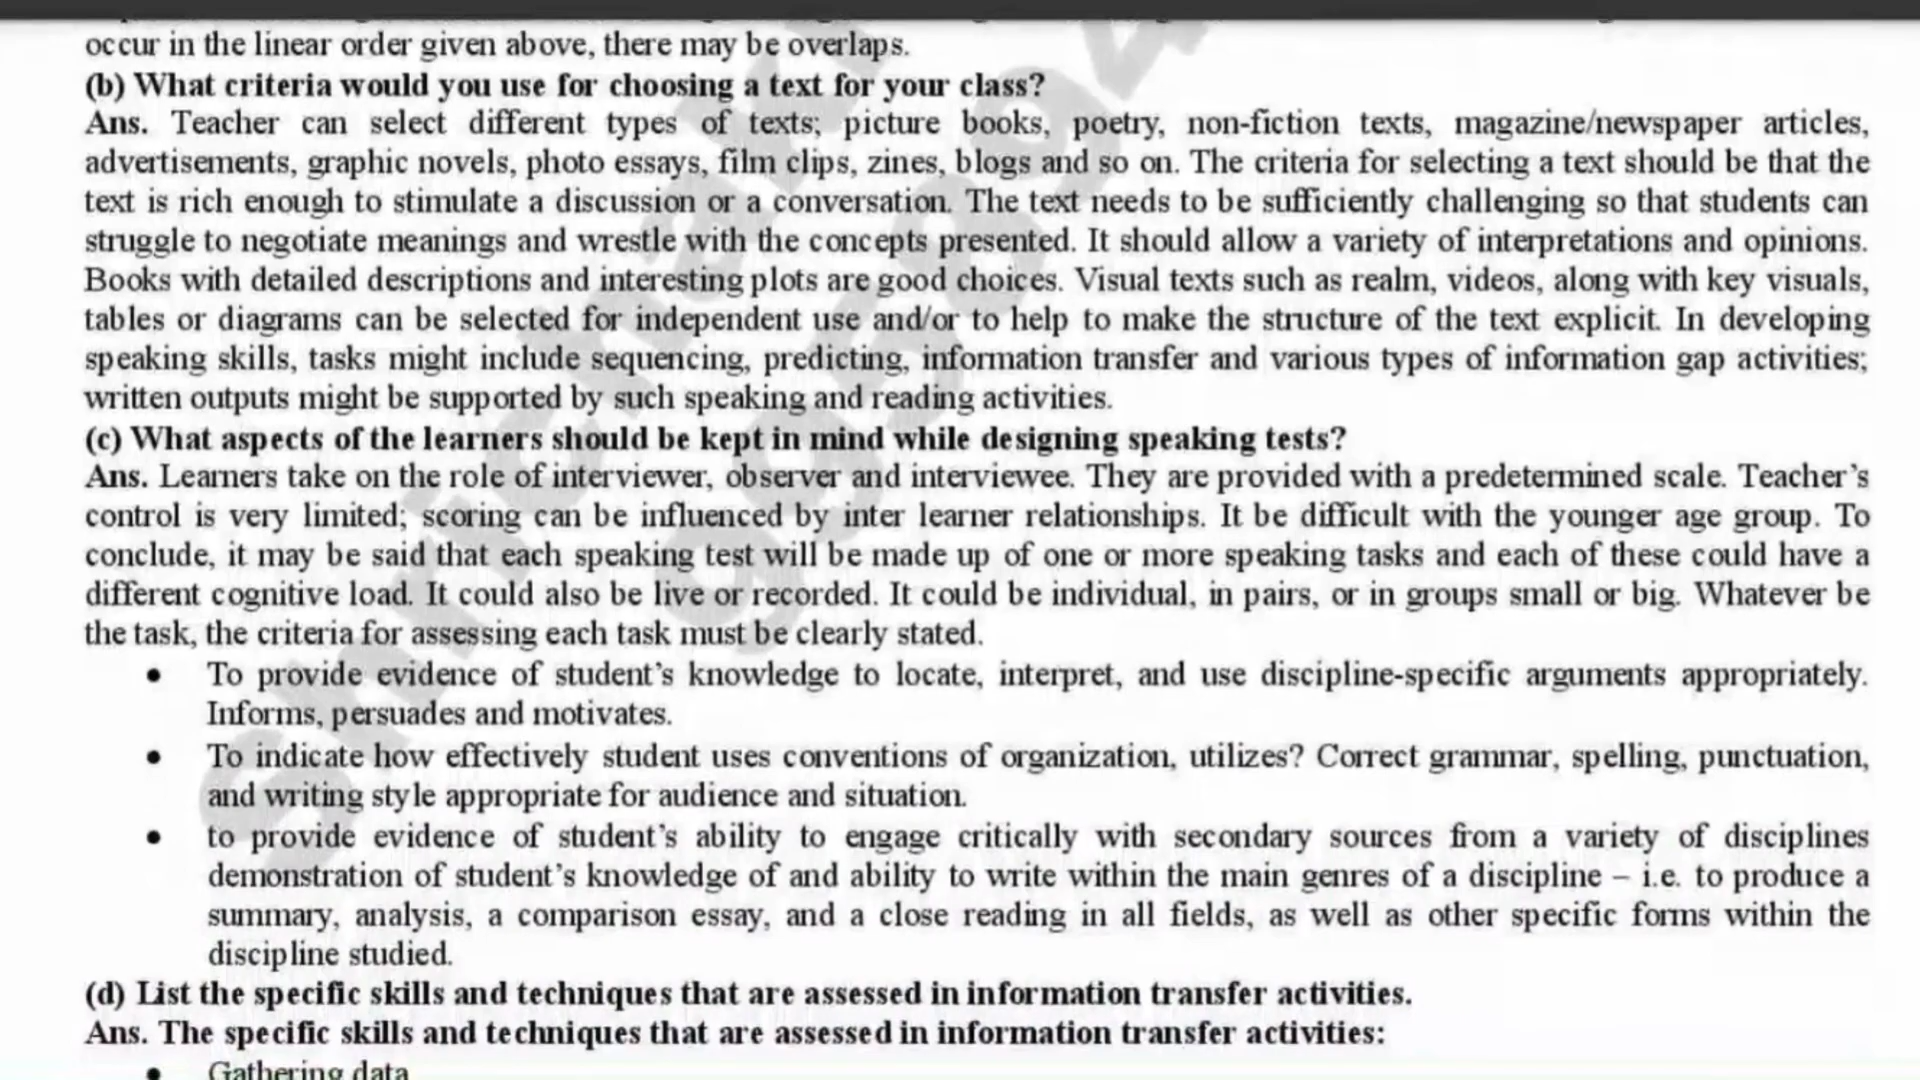 occur in the linear order given above, there may be overlaps.
(b) What criteria would you use for choosing a text for your class?
Ans. Teacher can select different types of texts; picture books, poetry, non-fiction texts, magazine/newspaper articles,
advertisements, graphic novels, photo essays, film clips, zines, blogs and so on. The criteria for selecting a text should be that the
text is rich enough to stimulate a discussion or a conversation. The text needs to be sufficiently challenging so that students can
struggle to negotiate meanings and wrestle with the concepts presented. It should allow a variety of interpretations and opinions.
Books with detailed descriptions and interesting plots are good choices. Visual texts such as realm, videos, along with key visuals,
tables or diagrams can be selected for independent use and/or to help to make the structure of the text explicit. In developing
speaking skills, tasks might include sequencing, predicting, information transfer and various types of information gap activities;
written outputs might be supported by such speaking and reading activities.
(c) What aspects of the learners should be kept in mind while designing speaking tests?
Ans. Learners take on the role of interviewer, observer and interviewee. They are provided with a predetermined scale. Teacher’s
control is very limited; scoring can be influenced by inter learner relationships. It be difficult with the younger age group. To
conclude, it may be said that each speaking test will be made up of one or more speaking tasks and each of these could have a
different cognitive load. It could also be live or recorded. It could be individual, in pairs, or in groups small or big. Whatever be
the task, the criteria for assessing each task must be clearly stated.
• To provide evidence of student’s knowledge to locate, interpret, and use discipline-specific arguments appropriately.
Informs, persuades and motivates.
• To indicate how effectively student uses conventions of organization, utilizes? Correct grammar, spelling, punctuation,
and writing style appropriate for audience and situation.
• to provide evidence of student’s ability to engage critically with secondary sources from a variety of disciplines
demonstration of student’s knowledge of and ability to write within the main genres of a discipline – i.e. to produce a
summary, analysis, a comparison essay, and a close reading in all fields, as well as other specific forms within the
discipline studied.
(d) List the specific skills and techniques that are assessed in information transfer activities.
Ans. The specific skills and techniques that are assessed in information transfer activities:
• Gathering data